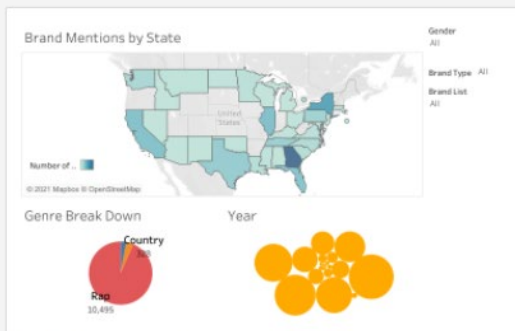 Brand Mentions by State
Gender
All
Brand Type All
Brand List
All
United
States
Number of ..
© 2021 Mapbox © OpenStreetMap
Genre Break Down
Year
Country
Rap
10,495